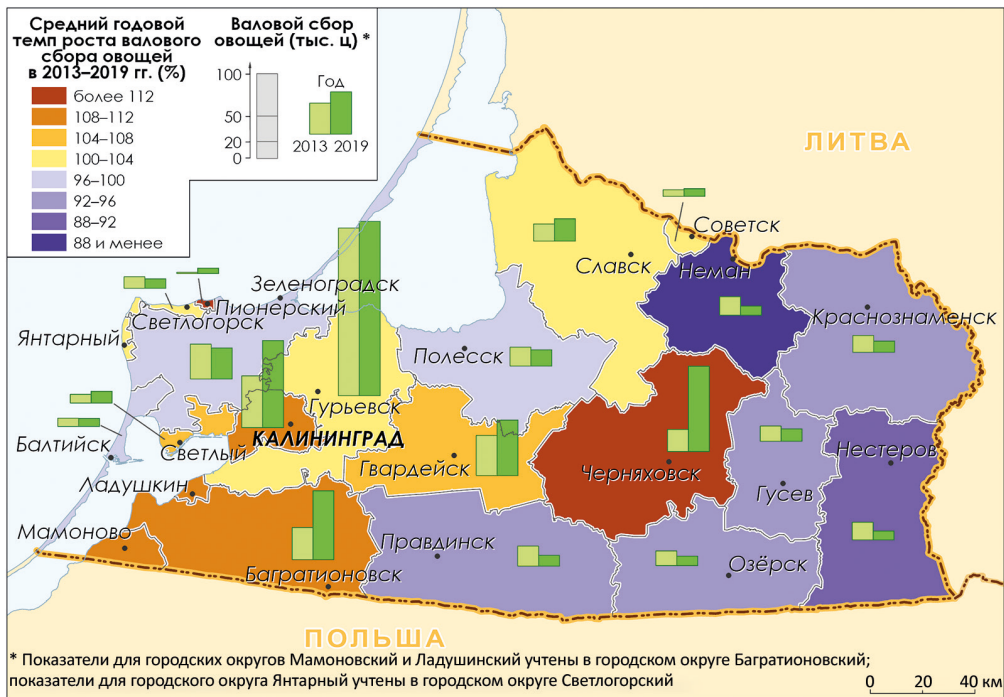 Средний годовой
темп роста валового
сбора овощей
в 2013–2019 гг. (%)
более 112
108–112
104–108
100–104
96–100
92–96
88–92
88 и менее
Валовой сбор
овощей (тыс. ц) *
100
50
20
0
Год
2013 2019
ЛИТВА
Советск
Славск
Неман
Краснознаменск
Зеленоградск
Пионерский
Светлогорск
Янтарный
Полесск
Гурьевск
КАЛИНИНГРАД
Светлый
Балтийск
Ладушкин
Гвардейск
Черняховск
Нестеров
Гусев
Мамоново
Багратионовск
Правдинск
Озёрск
ПОЛЬША
* Показатели для городских округов Мамоновский и Ладушинский учтены в городском округе Багратионовский;
показатели для городского округа Янтарный учтены в городском округе Светлогорский
0 20 40 км